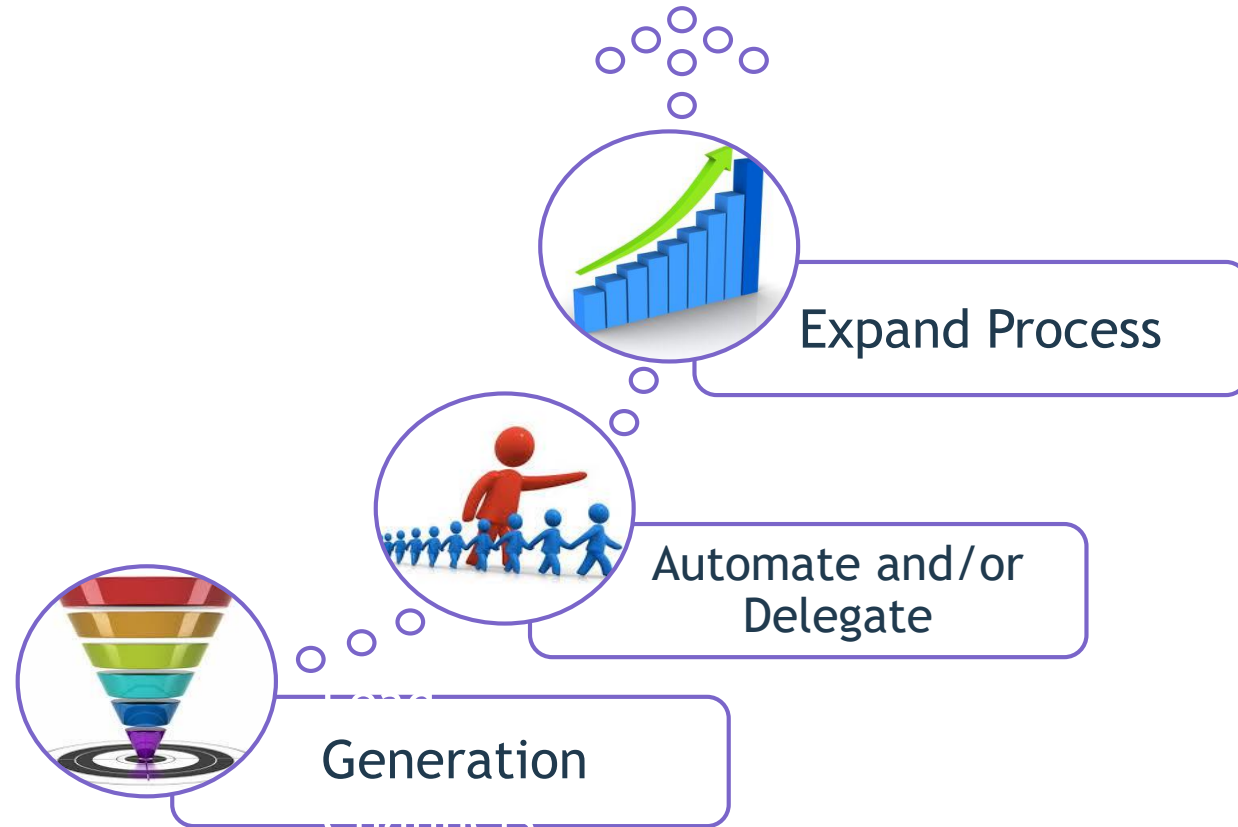 Expand Process
Automate and/or
Delegate
Generation